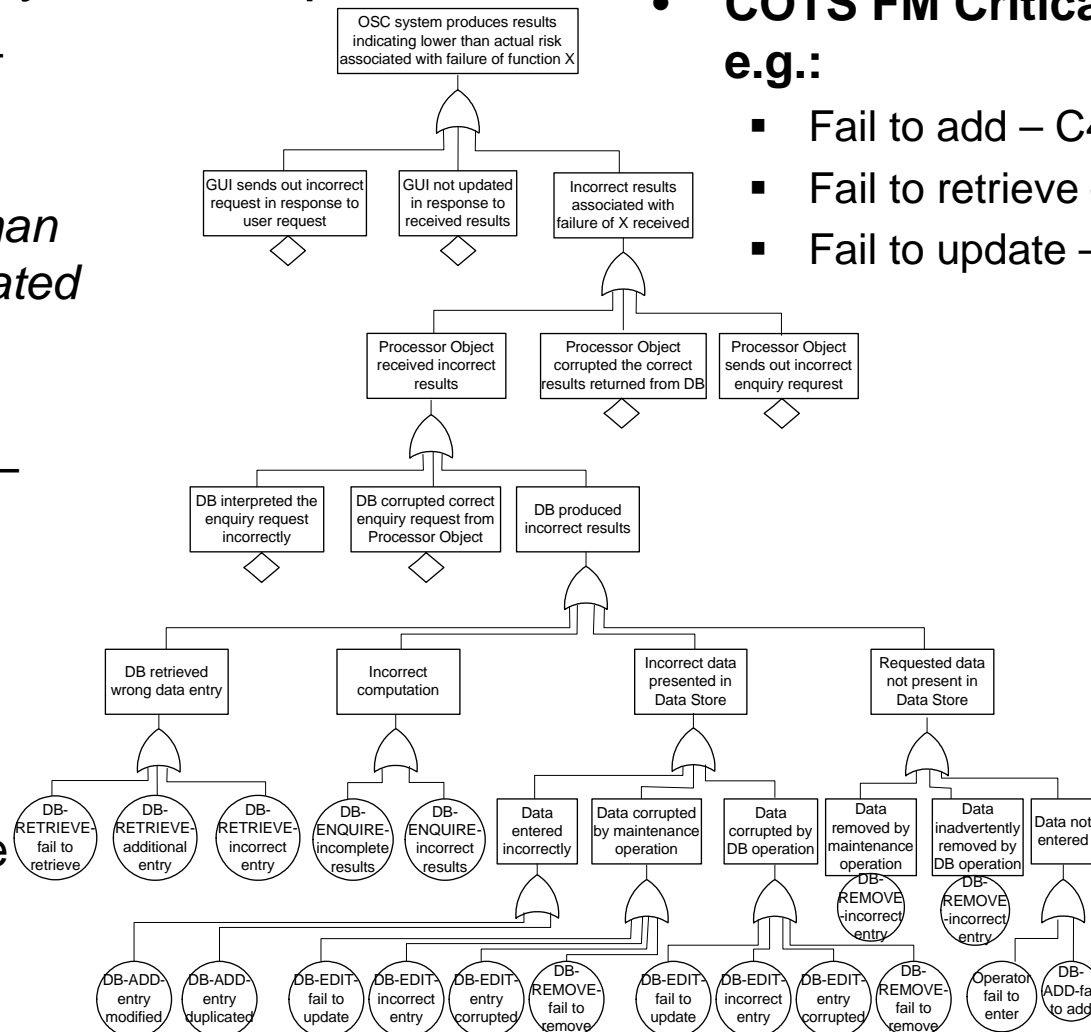 COTS FM Critica
e.g.:
Fail to add – C4
Fail to retrieve
Fail to update –
OSC system produces results
indicating lower than actual risk
associated with failure of function X
GUI sends out incorrect
request in response to
user request
GUI not updated
in response to
received results
Incorrect results
associated with
failure of X received
ated
Processor Object
received incorrect
results
Processor Object
corrupted the correct
results returned from DB
Processor Object
sends out incorrect
enquiry requrest
–
DB interpreted the
enquiry request
incorrectly
DB corrupted correct
enquiry request from
Processor Object
DB produced
incorrect results
DB retrieved
wrong data entry
Incorrect
computation
Incorrect data
presented in
Data Store
Requested data
not present in
Data Store
DB-
RETRIEVE-
fail to
retrieve
DB-
RETRIEVE-
additional
entry
DB-
RETRIEVE-
incorrect
entry
DB-
ENQUIRE-
incomplete
results
DB-
ENQUIRE-
incorrect
results
Data
entered
incorrectly
Data corrupted
by maintenance
operation
Data
corrupted by
DB operation
Data
removed by
maintenance
operation
Data
inadvertently
removed by
DB operation
Data not
entered
DB-
REMOVE
-incorrect
entry
DB-
REMOVE
-incorrect
entry
DB-ADD-
entry
modified
DB-ADD-
entry
duplicated
DB-EDIT-
fail to
update
DB-EDIT-
incorrect
entry
DB-EDIT-
entry
corrupted
DB-
REMOVE-
fail to
remove
DB-EDIT-
fail to
update
DB-EDIT-
incorrect
entry
DB-EDIT-
entry
corrupted
DB-
REMOVE-
fail to
remove
Operator
fail to
enter
DB-
ADD-fa
to add